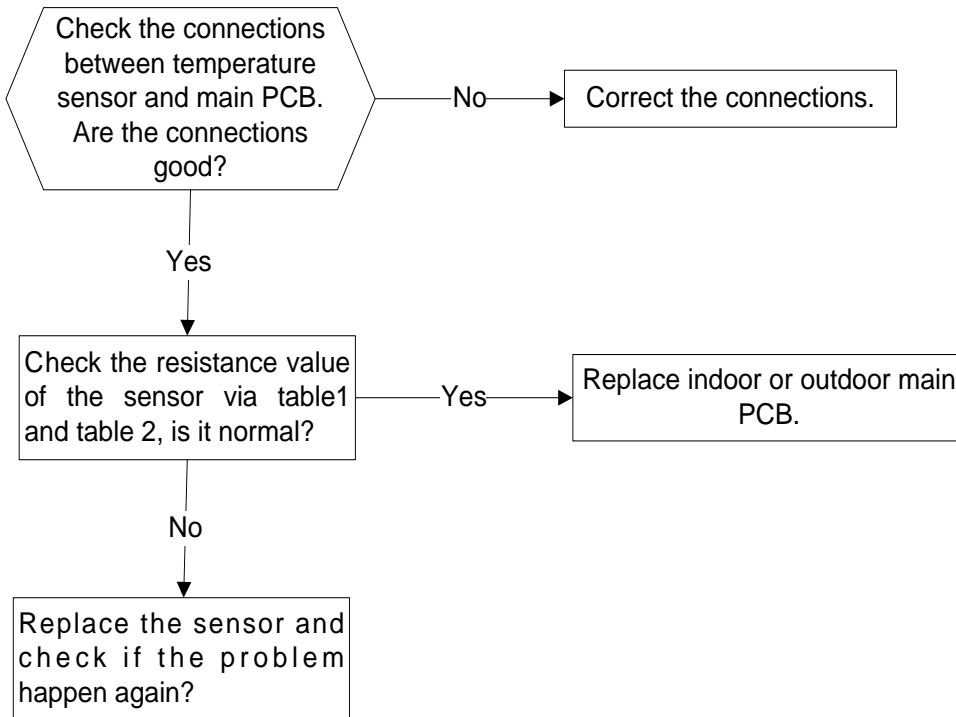 Check the connections
between temperature
sensor and main PCB.
Are the connections
good?
No
Correct the connections.
Yes
Check the resistance value
of the sensor via table1
and table 2, is it normal?
Yes
Replace indoor or outdoor main
PCB.
No
Replace the sensor and
check if the problem
happen again?